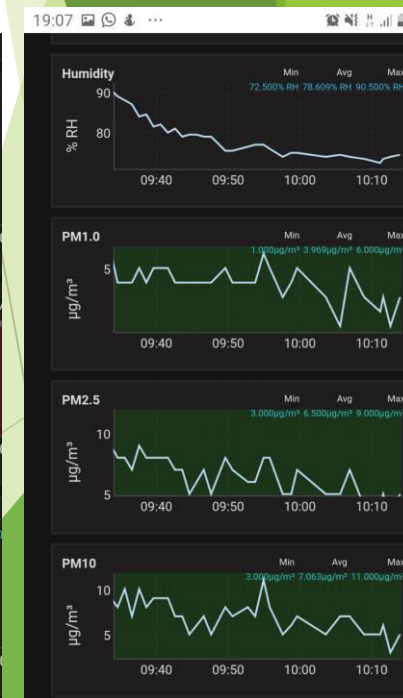 19:07
Humidity
Min Avg Max
72.500% RH 78.609% RH 90.500% RH
90
% RH
80
09:40 09:50 10:00 10:10
PM1.0
Min Avg Max
1.000µg/m³ 3.969µg/m³ 6.000µg/m³
5
µg/m³
09:40 09:50 10:00 10:10
PM2.5
Min Avg Max
3.000µg/m³ 6.500µg/m³ 9.000µg/m³
10
µg/m³
5
09:40 09:50 10:00 10:10
PM10
Min Avg Max
3.000µg/m³ 7.063µg/m³ 11.000µg/m³
10
µg/m³
5
09:40 09:50 10:00 10:10